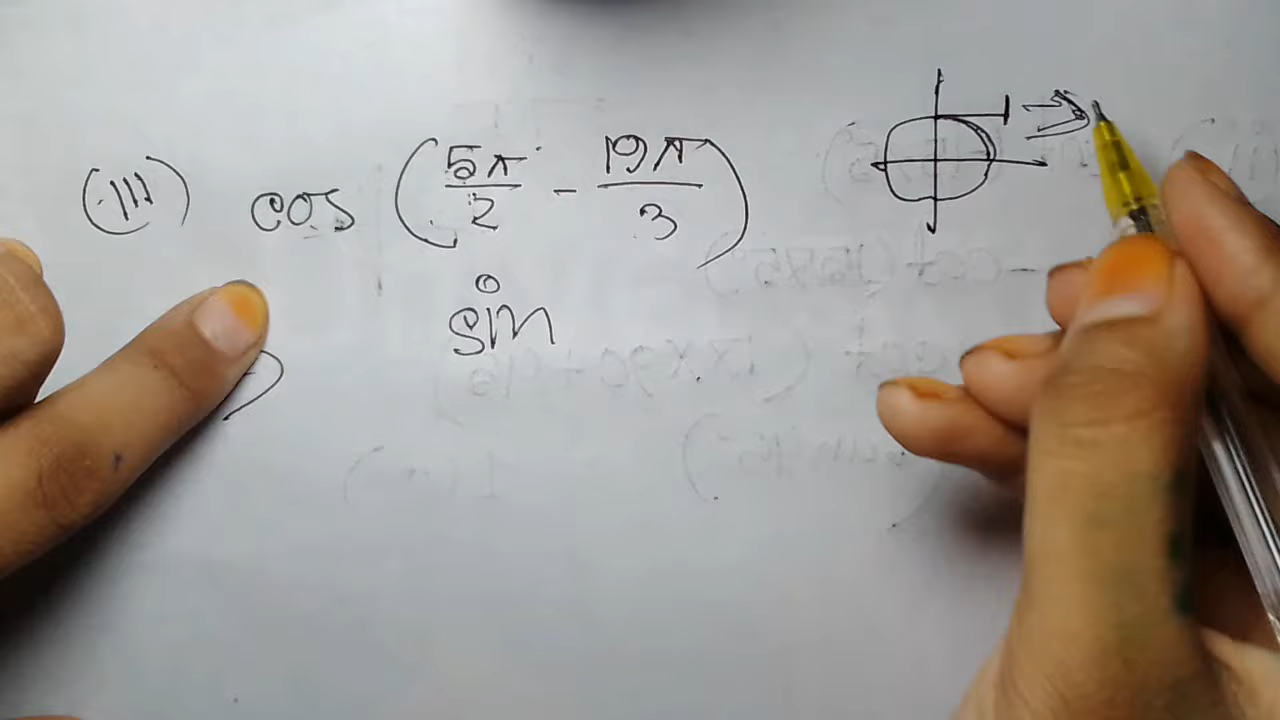 (III) cos (5π/2 - 19π/3)
sin